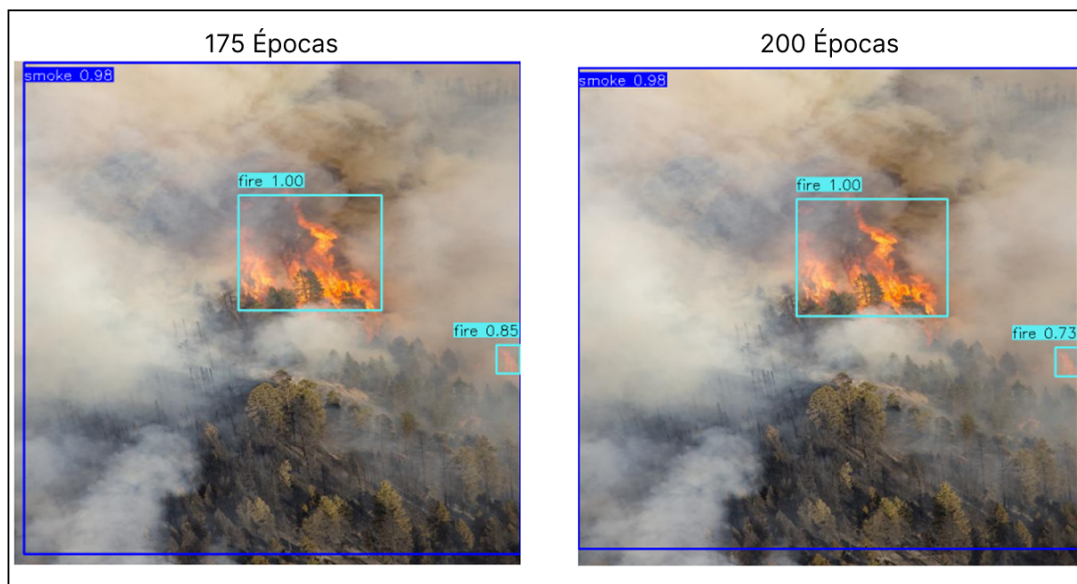 175 Épocas
200 Épocas
smoke 0.98
smoke 0.98
fire 1.00
fire 1.00
fire 0.85
fire 0.73